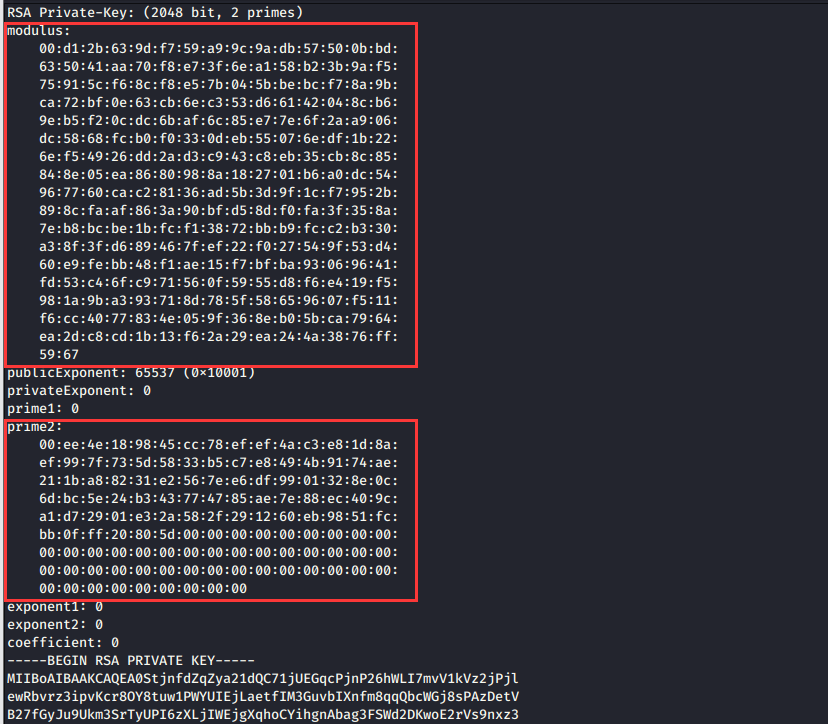 RSA Private-Key: (2048 bit, 2 primes)
modulus:
00:d1:2b:63:9d:f7:59:a9:9c:9a:db:57:50:0b:bd:
63:50:41:aa:70:f8:e7:3f:6e:a1:58:b2:3b:9a:f5:
75:91:5c:f6:8c:f8:e5:7b:04:5b:be:bc:f7:8a:9b:
ca:72:bf:0e:63:cb:6e:c3:53:d6:61:42:04:8c:b6:
9e:b5:f2:0c:dc:6b:af:6c:85:e7:7e:6f:2a:a9:06:
dc:58:68:fc:b0:f0:33:0d:eb:55:07:6e:df:1b:22:
6e:f5:49:26:dd:2a:d3:c9:43:c8:eb:35:cb:8c:85:
84:8e:05:ea:86:80:98:8a:18:27:01:b6:a0:dc:54:
96:77:60:ca:c2:81:36:ad:5b:3d:9f:1c:f7:95:2b:
89:8c:fa:af:86:3a:90:bf:d5:8d:f0:fa:3f:35:8a:
7e:b8:bc:be:1b:fc:f1:38:72:bb:b9:fc:c2:b3:30:
a3:8f:3f:d6:89:46:7f:ef:22:f0:27:54:9f:53:d4:
60:e9:fe:bb:48:f1:ae:15:f7:bf:ba:93:06:96:41:
fd:53:c4:6f:c9:71:56:0f:59:55:d8:f6:e4:19:f5:
98:1a:9b:a3:93:71:8d:78:5f:58:65:96:07:f5:11:
f6:cc:40:77:83:4e:05:9f:36:8e:b0:5b:ca:79:64:
ea:2d:c8:cd:1b:13:f6:2a:29:ea:24:4a:38:76:ff:
59:67
publicExponent: 65537 (0×10001)
privateExponent: 0
prime1: 0
prime2:
00:ee:4e:18:98:45:cc:78:ef:ef:4a:c3:e8:1d:8a:
ef:99:7f:73:5d:58:33:b5:c7:e8:49:4b:91:74:ae:
21:1b:a8:82:31:e2:56:7e:e6:df:99:01:32:8e:0c:
6d:bc:5e:24:b3:43:77:47:85:ae:7e:88:ec:40:9c:
a1:d7:29:01:e3:2a:58:2f:29:12:60:eb:98:51:fc:
bb:0f:ff:20:80:5d:00:00:00:00:00:00:00:00:00:
00:00:00:00:00:00:00:00:00:00:00:00:00:00:00:
00:00:00:00:00:00:00:00:00:00:00:00:00:00:00:
00:00:00:00:00:00:00:00:00
exponent1: 0
exponent2: 0
coefficient: 0
-----BEGIN RSA PRIVATE KEY-----
MIIBoAIBAAKCAQEA0StjnfdZqZya21dQC71jUEGqcPjnP26hWLI7mvV1kVz2jPjl
ewRbvrz3ipvKcr8OY8tuw1PWYUIEjLaetfIM3GuvbIXnfm8qqQbcWGj8sPAzDetV
B27fGyJu9Ukm3SrTyUPI6zXLjIWEjgXqhoCYihgnAbag3FSWd2DKwoE2rVs9nxz3